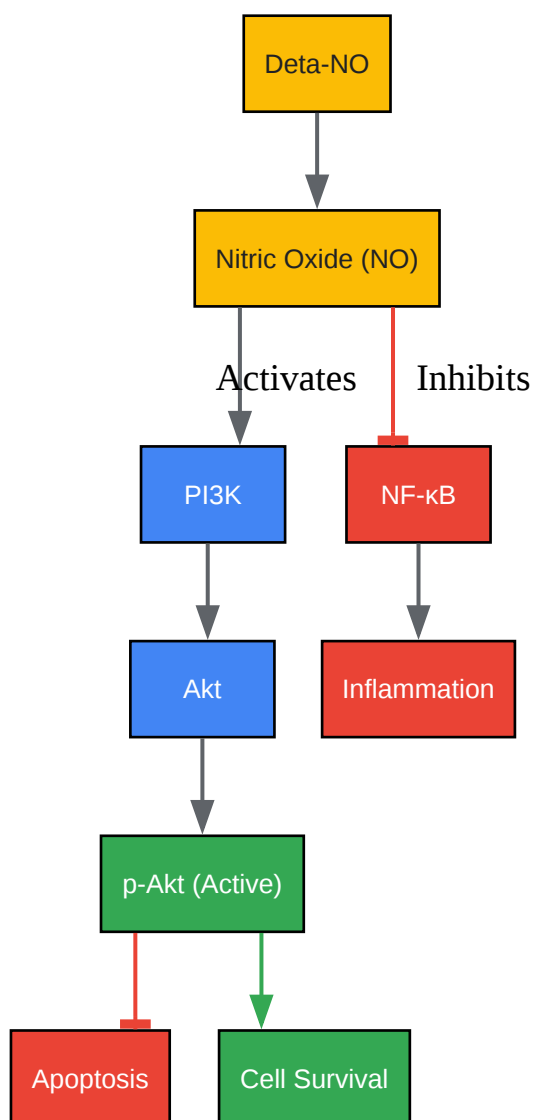 Deta-NO
Nitric Oxide (NO)
Activates
Inhibits
PI3K
NF-κB
Akt
Inflammation
p-Akt (Active)
Apoptosis
Cell Survival